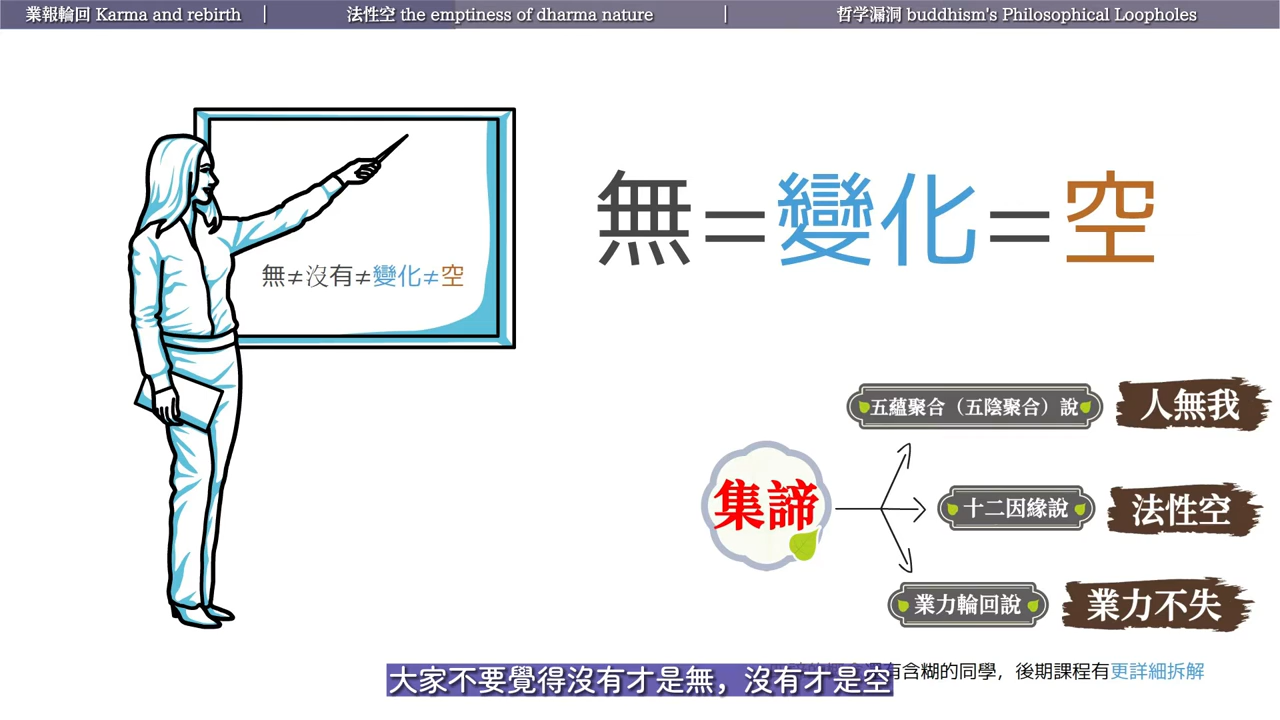 業報輪回 Karma and rebirth | 法性空 the emptiness of dharma nature | 哲学漏洞 buddhism's Philosophical Loopholes
無=變化=空
無≠沒有≠變化≠空
五蘊聚合（五陰聚合）說 人無我
集諦
十二因緣說 法性空
業力輪回說 業力不失
有含糊的同學，後期課程有更詳細拆解
大家不要覺得沒有才是無，沒有才是空